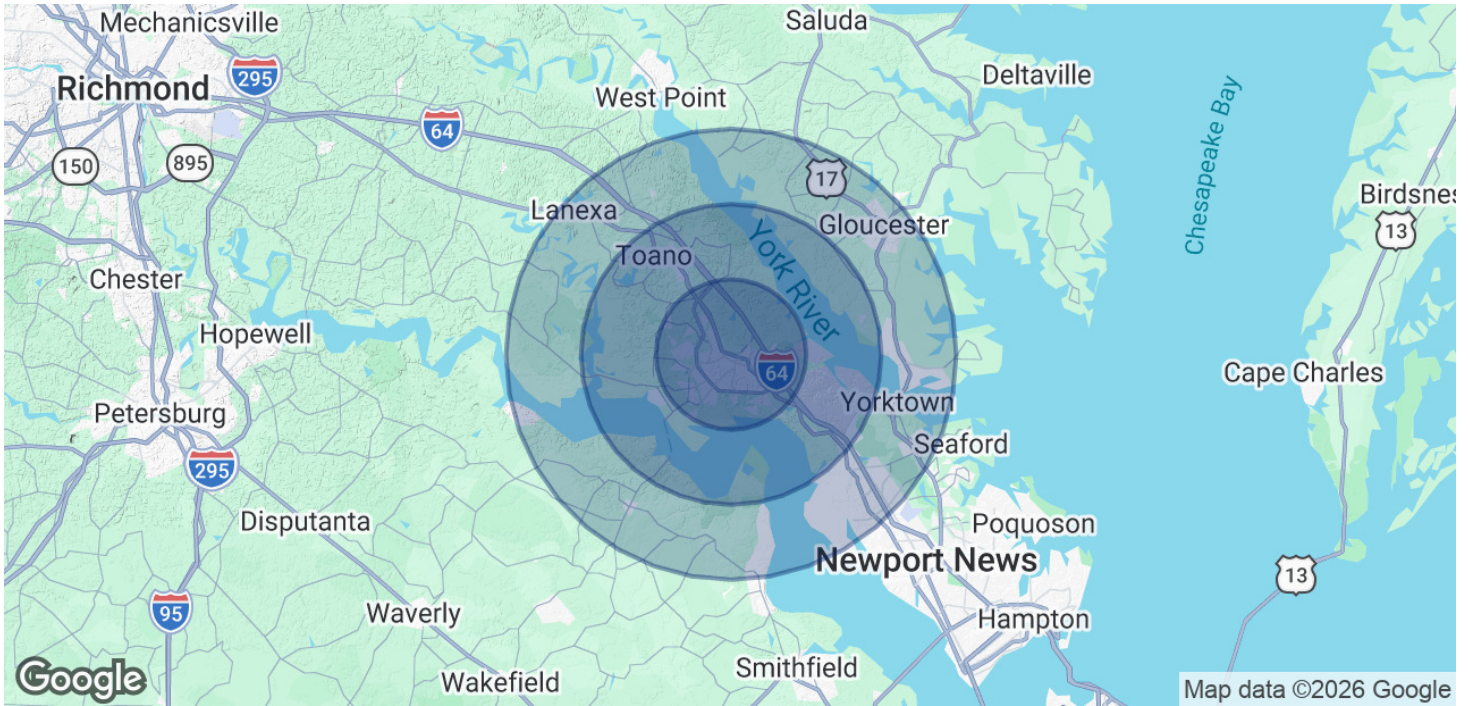 Mechanicsville
Saluda
295
Richmond
Deltaville
West Point
64
Chesapeake Bay
150
895
17
Birdsnes
Lanexa
Gloucester
13
York River
Toano
Chester
Hopewell
64
Cape Charles
Yorktown
Petersburg
Seaford
295
Disputanta
Poquoson
Newport News
13
95
Waverly
Hampton
Smithfield
Google
Wakefield
Map data ©2026 Google